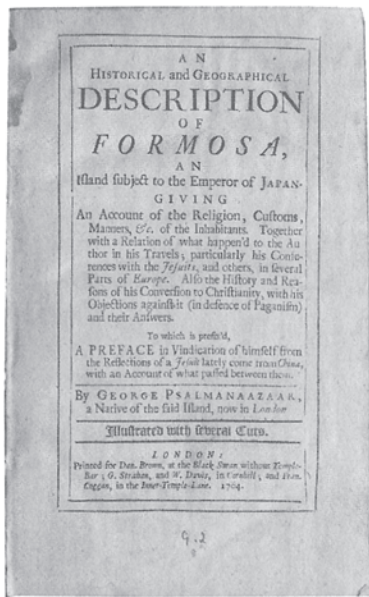 AN
HISTORICAL and GEOGRAPHICAL
DESCRIPTION
OF
FORMOSA,
AN
Island subject to the Emperor of JAPAN.
GIVING
An Account of the Religion, Customs,
Manners, &c. of the Inhabitants. Together
with a Relation of what happen'd to the Au
thor in his Travels; particularly his Confe-
rences with the Jesuits, and others, in several
Parts of Europe. Also the History and Rea-
sons of his Conversion to Christianity, with his
Objections against it (in defence of Paganism)
and their Answers.
To which is prefix'd,
A PREFACE in Vindication of himself from
the Reflections of a Jesuit lately come from China,
with an Account of what passed between them.
By GEORGE PSALMANAAZAAR,
a Native of the said Island, now in London
Illustrated with several Cuts.
LONDON:
Printed for Dan. Brown, at the Black Swan without Temple-
Bar; G. Strahan, and W. Davis, in Cornhill; and Fran.
Coggan, in the Inner-Temple-Lane. 1704.
9.2